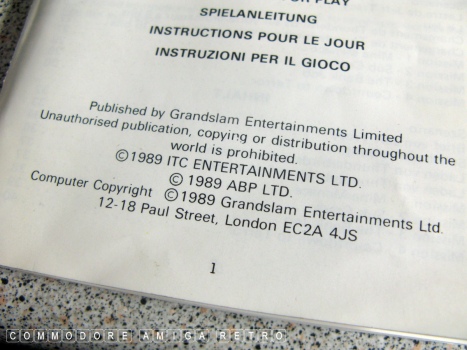 FOR PLAY
SPIELANLEITUNG
INSTRUCTIONS POUR LE JOUR
INSTRUZIONI PER IL GIOCO
Published by Grandslam Entertainments Limited
Unauthorised publication, copying or distribution throughout the
world is prohibited.
©1989 ITC ENTERTAINMENTS LTD.
© 1989 ABP LTD.
Computer Copyright ©1989 Grandslam Entertainments Ltd.
12-18 Paul Street, London EC2A 4JS
1
COMMODORE AMIGA RETRO